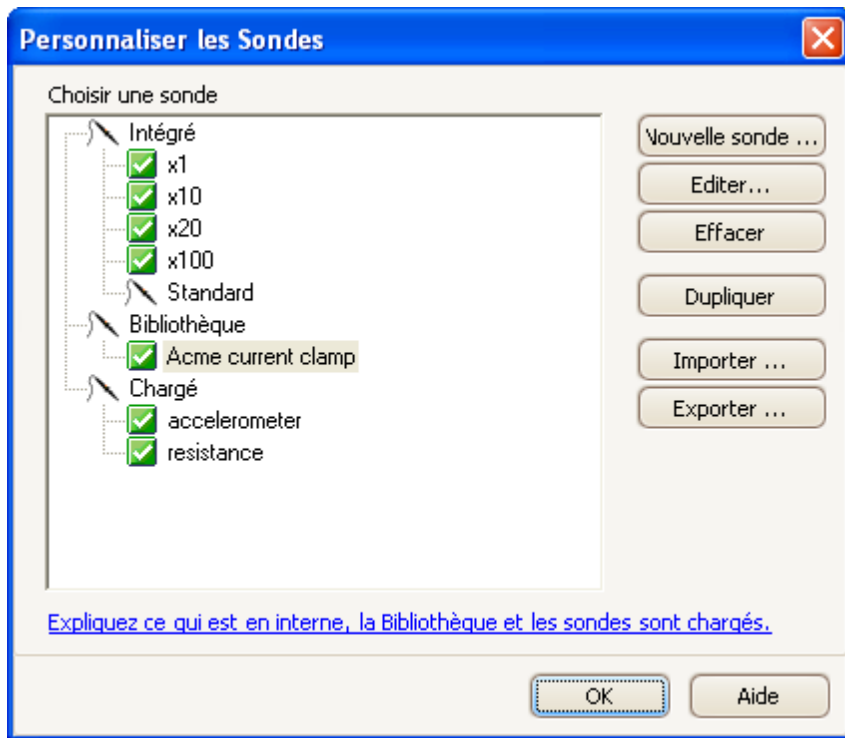 Personnaliser les Sondes
Choisir une sonde
Intégré
x1
x10
x20
x100
Standard
Bibliothèque
Acme current clamp
Chargé
accelerometer
resistance
Nouvelle sonde ...
Editer...
Effacer
Dupliquer
Importer ...
Exporter ...
Expliquez ce qui est en interne, la Bibliothèque et les sondes sont chargés.
OK
Aide